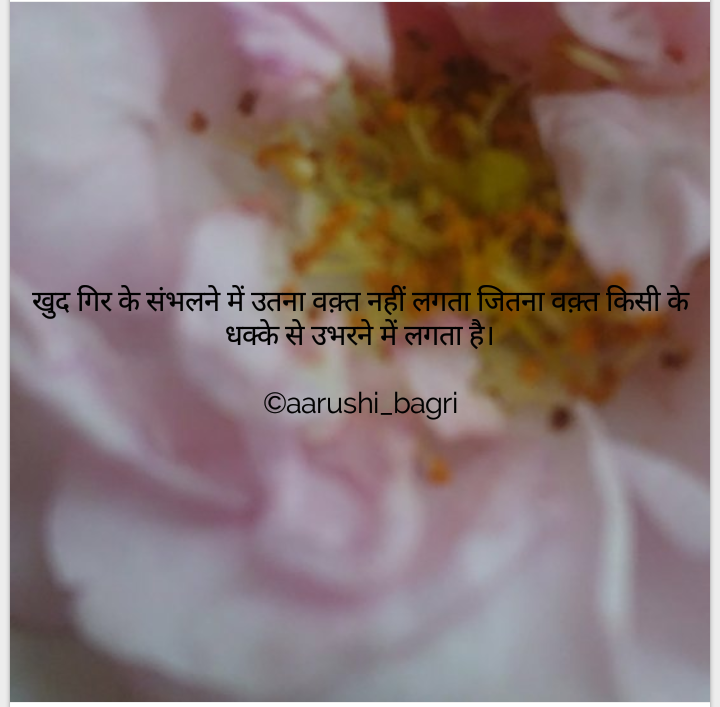 खुद गिर के संभलने में उतना वक़्त नहीं लगता जितना वक़्त किसी के
धक्के से उभरने में लगता है।
©aarushi_bagri